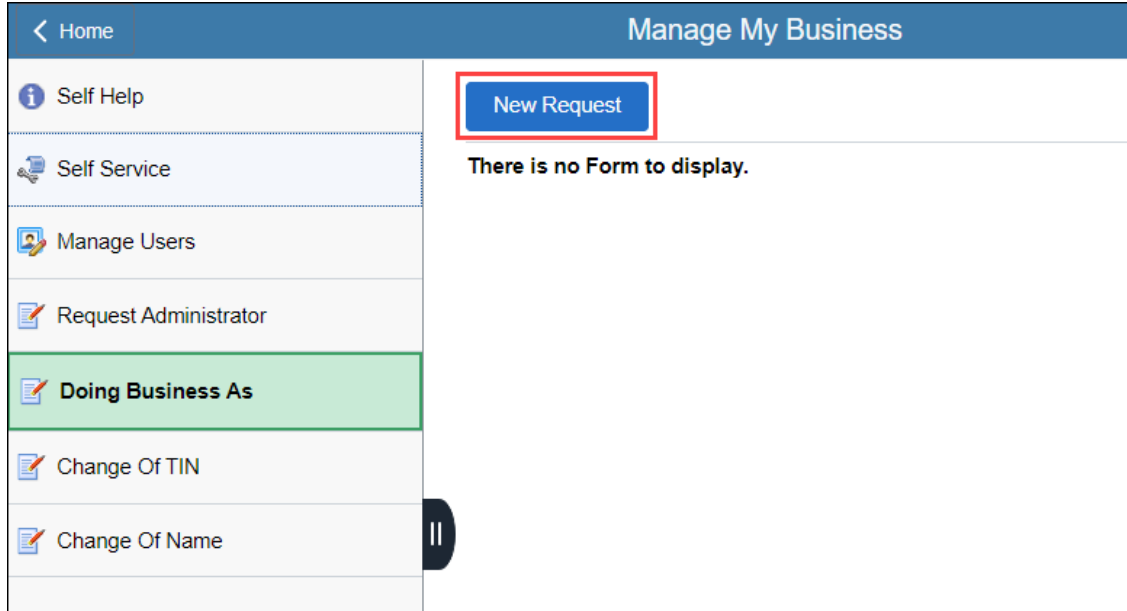 Home
Manage My Business
Self Help
Self Service
Manage Users
Request Administrator
Doing Business As
Change Of TIN
Change Of Name
New Request
There is no Form to display.